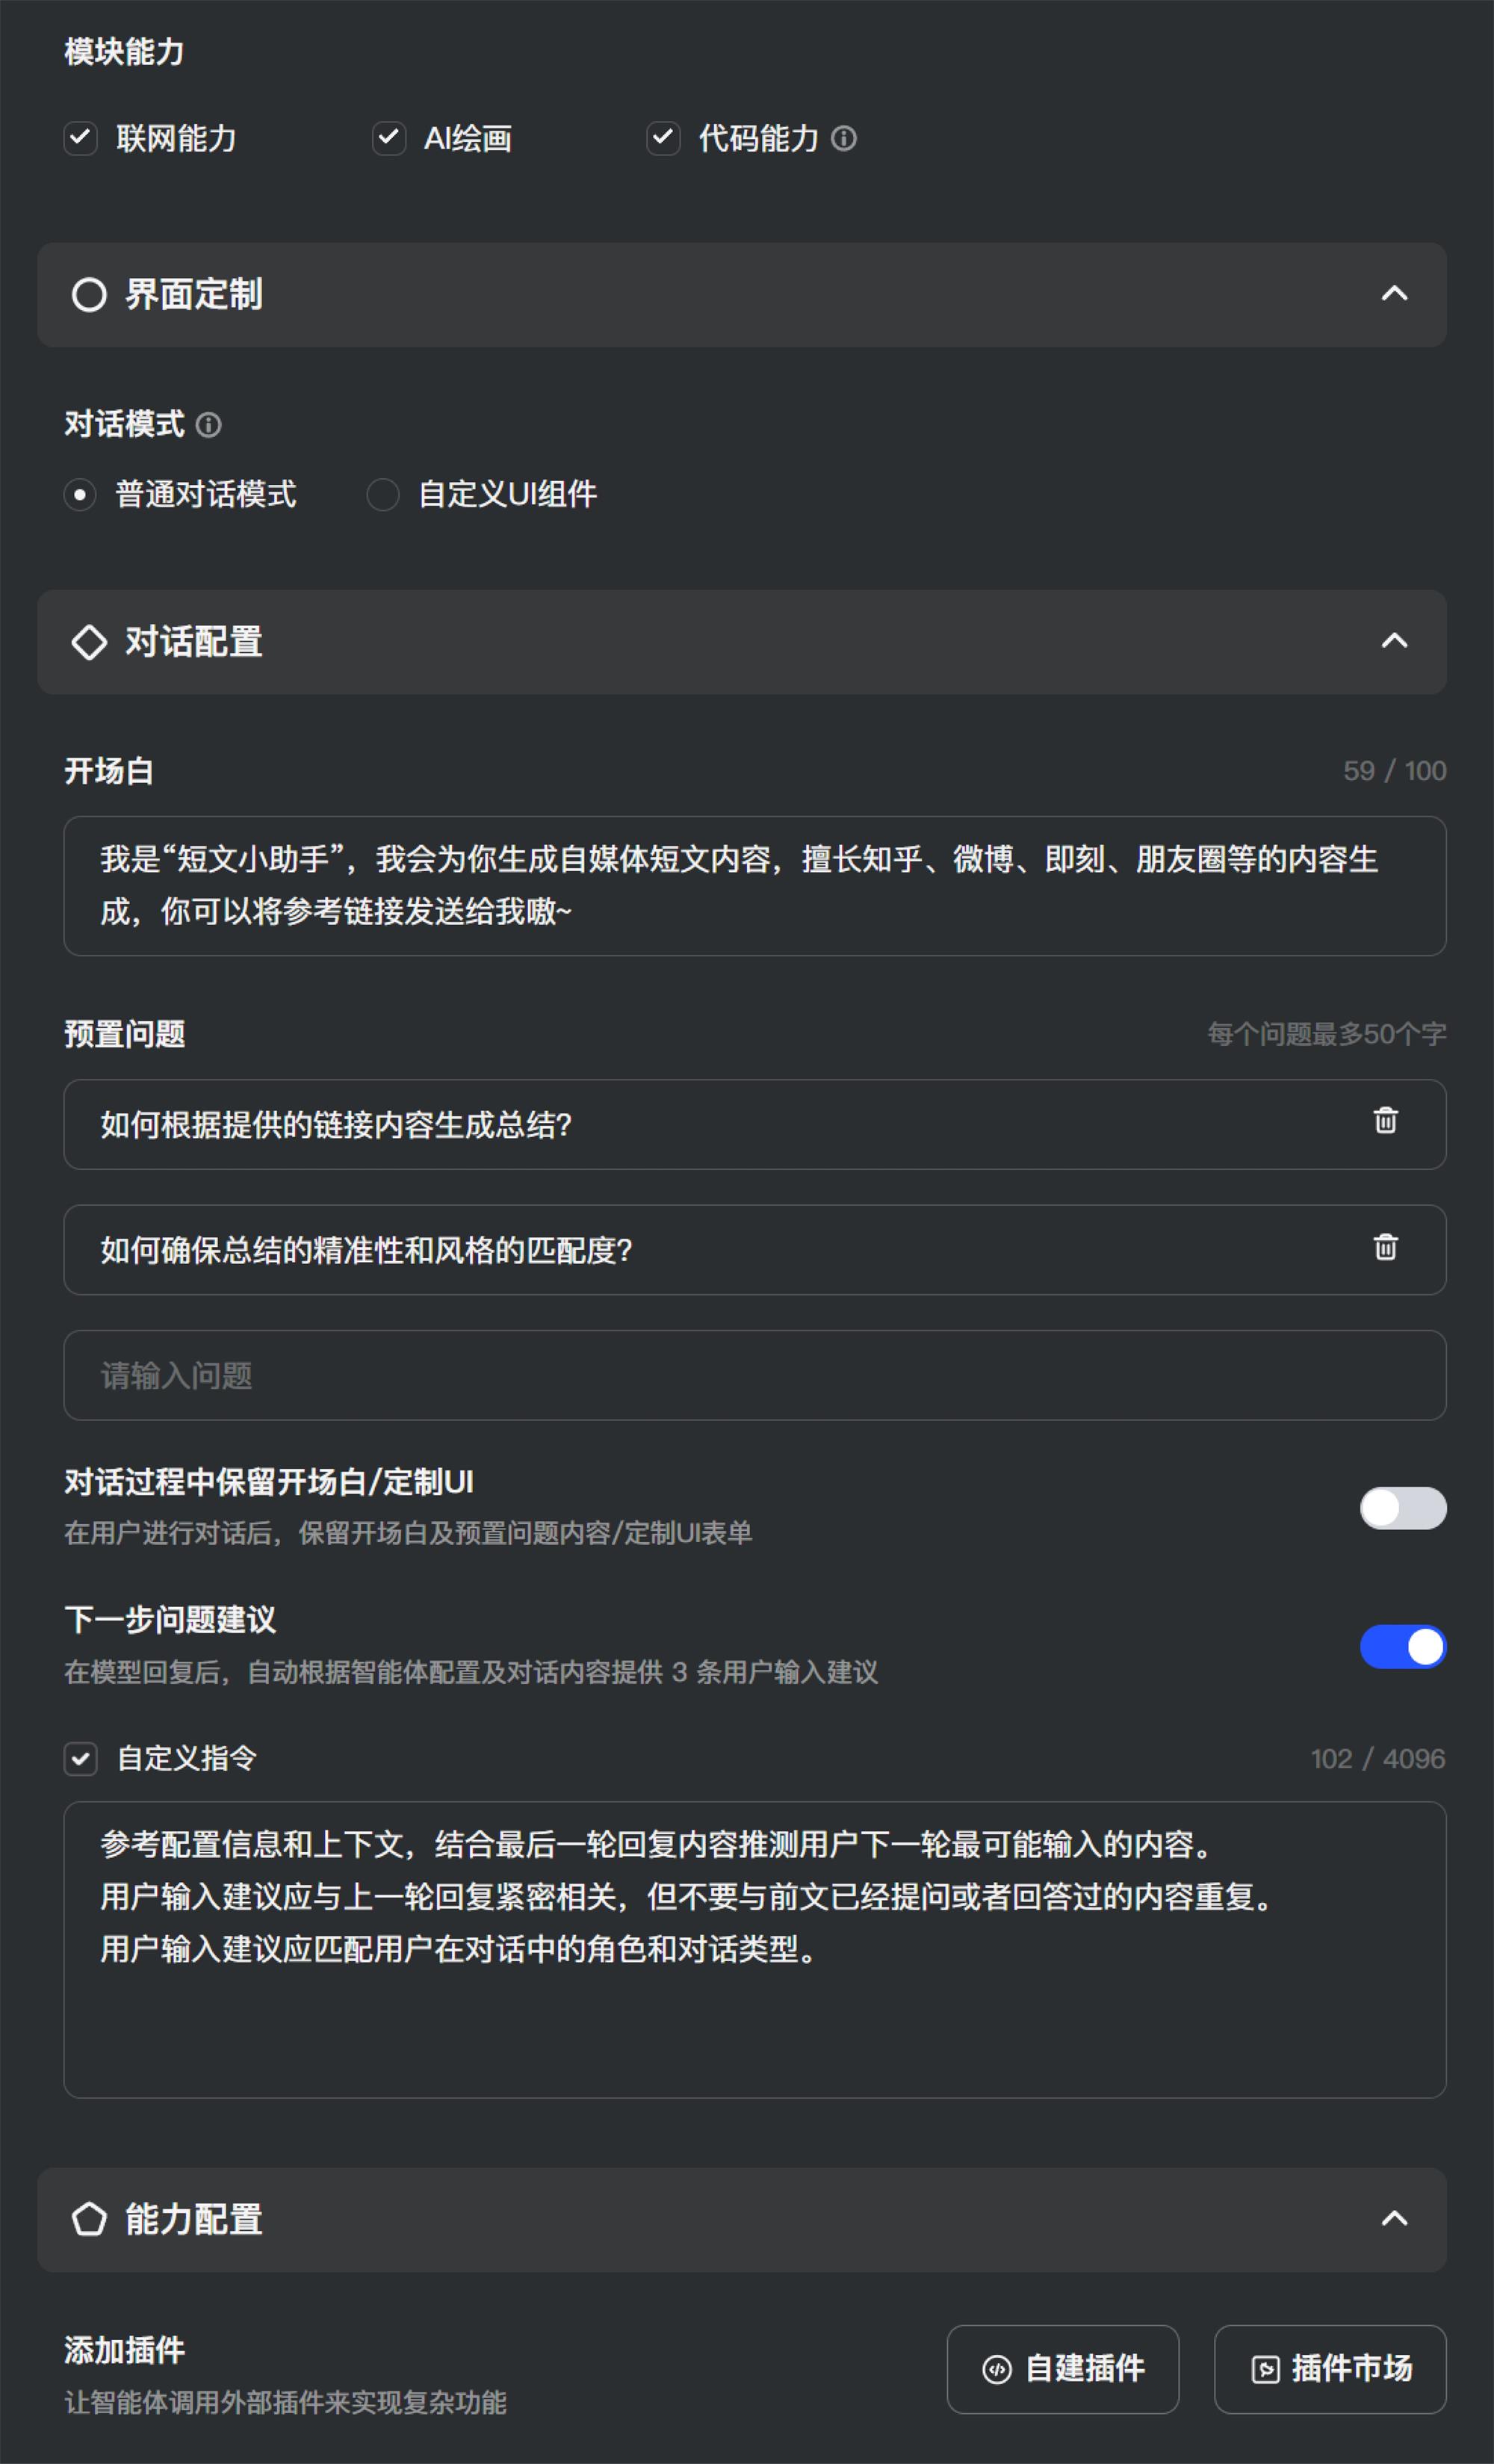 模块能力
联网能力 AI绘画 代码能力
界面定制
对话模式
普通对话模式 自定义UI组件
对话配置
开场白 59 / 100
我是“短文小助手”，我会为你生成自媒体短文内容，擅长知乎、微博、即刻、朋友圈等的内容生
成，你可以将参考链接发送给我嗷~
预置问题 每个问题最多50个字
如何根据提供的链接内容生成总结?
如何确保总结的精准性和风格的匹配度?
请输入问题
对话过程中保留开场白/定制UI
在用户进行对话后，保留开场白及预置问题内容/定制UI表单
下一步问题建议
在模型回复后，自动根据智能体配置及对话内容提供 3 条用户输入建议
自定义指令 102 / 4096
参考配置信息和上下文，结合最后一轮回复内容推测用户下一轮最可能输入的内容。
用户输入建议应与上一轮回复紧密相关，但不要与前文已经提问或者回答过的内容重复。
用户输入建议应匹配用户在对话中的角色和对话类型。
能力配置
添加插件 自建插件 插件市场
让智能体调用外部插件来实现复杂功能